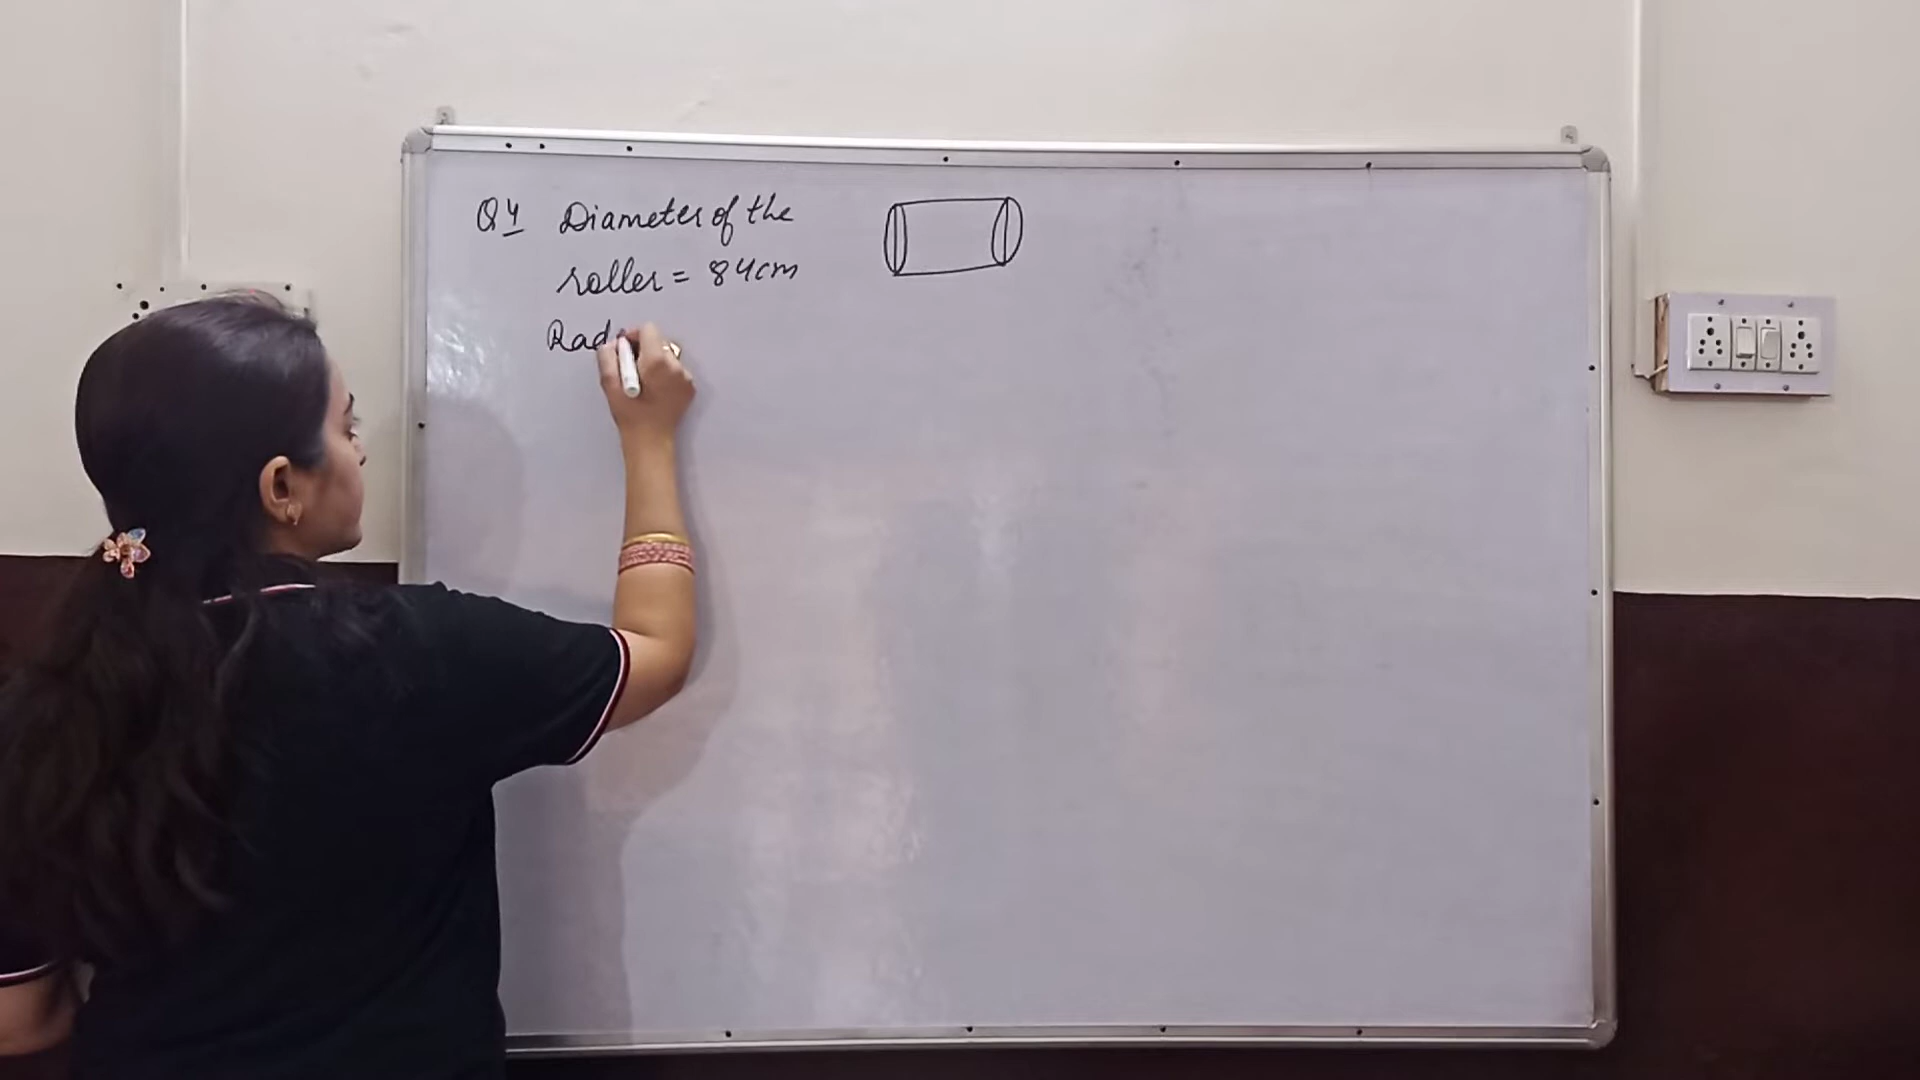 Q4 Diameter of the
roller = 84cm
Rad